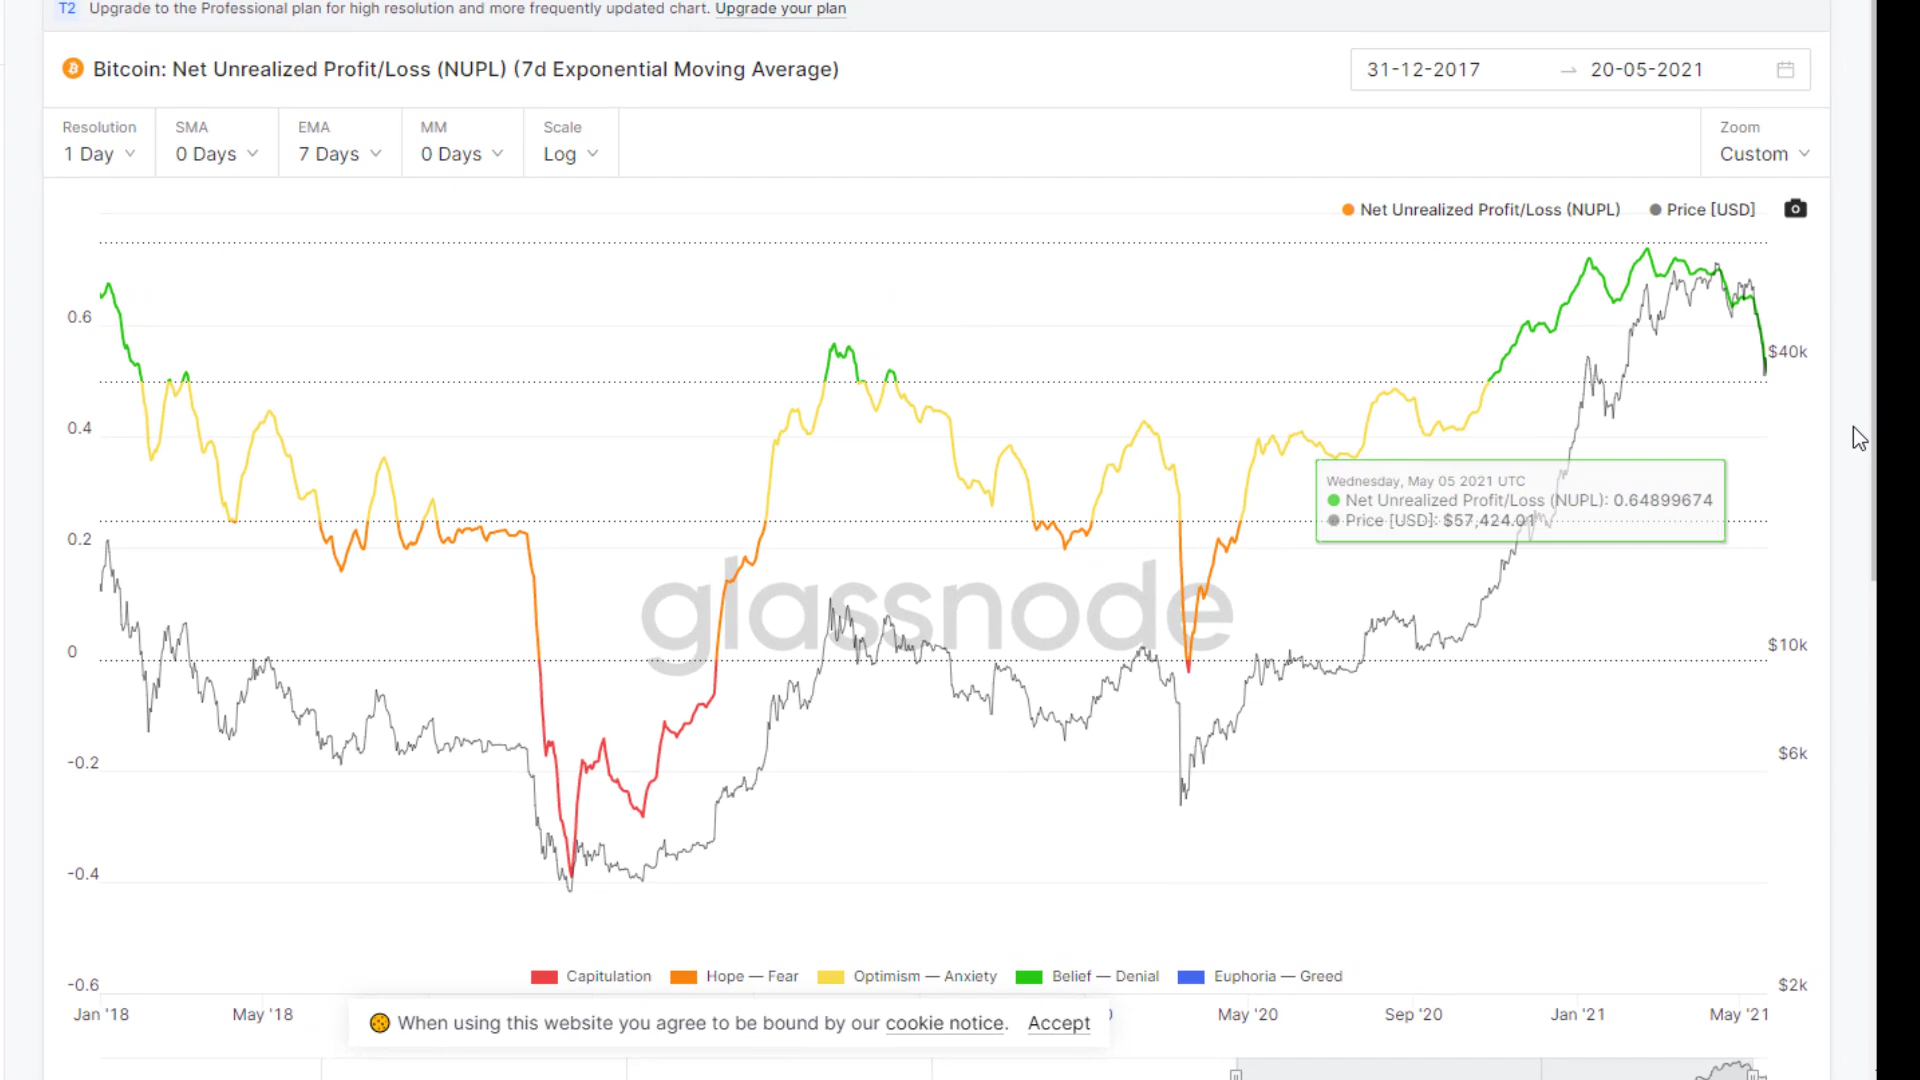 T2 Upgrade to the Professional plan for high resolution and more frequently updated chart. Upgrade your plan
Bitcoin: Net Unrealized Profit/Loss (NUPL) (7d Exponential Moving Average)
31-12-2017 → 20-05-2021
Resolution SMA EMA MM Scale Zoom
1 Day 0 Days 7 Days 0 Days Log Custom
Net Unrealized Profit/Loss (NUPL) Price [USD]
0.6
$40k
0.4
Wednesday, May 05 2021 UTC
Net Unrealized Profit/Loss (NUPL): 0.64899674
Price [USD]: $57,424.01
0.2
glassnode
0
$10k
-0.2
$6k
-0.4
Capitulation Hope — Fear Optimism — Anxiety Belief — Denial Euphoria — Greed
-0.6
$2k
Jan '18 May '18 May '20 Sep '20 Jan '21 May '21
When using this website you agree to be bound by our cookie notice. Accept